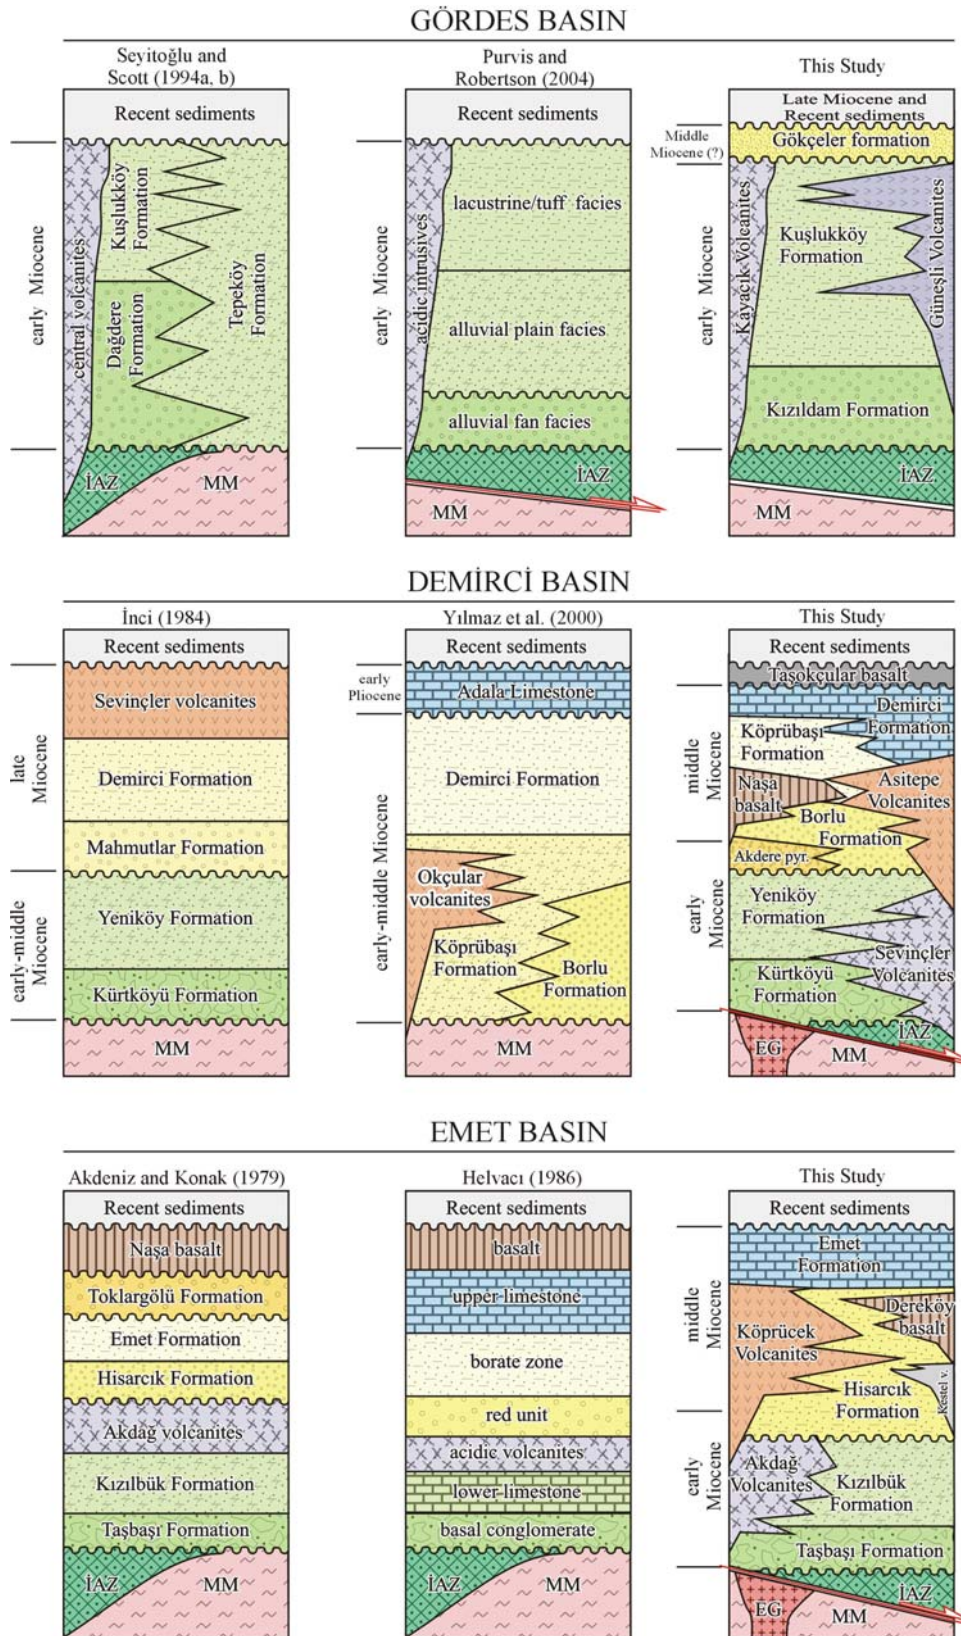 GÖRDES BASIN
Seyitoğlu and
Scott (1994a, b)
Recent sediments
early Miocene
central volcanites
Kuşlukköy
Formation
Dağdere
Formation
Tepeköy
Formation
İAZ
MM
Purvis and
Robertson (2004)
Recent sediments
early Miocene
acidic intrusives
lacustrine/tuff facies
alluvial plain facies
alluvial fan facies
İAZ
MM
This Study
Late Miocene and
Recent sediments
Middle
Miocene (?)
Gökçeler formation
early Miocene
Kayacık Volcanites
Kuşlukköy
Formation
Güneşli Volcanites
Kızıldam Formation
İAZ
MM
DEMİRCİ BASIN
İnci (1984)
Recent sediments
late
Miocene
Sevinçler volcanites
Demirci Formation
Mahmutlar Formation
early-middle
Miocene
Yeniköy Formation
Kürtköyü Formation
MM
Yılmaz et al. (2000)
Recent sediments
early
Pliocene
Adala Limestone
early-middle Miocene
Demirci Formation
Okçular
volcanites
Köprübaşı
Formation
Borlu
Formation
MM
This Study
Recent sediments
Taşokçular basalt
middle
Miocene
Demirci
Formation
Köprübaşı
Formation
Naşa
basalt
Asitepe
Volcanites
Borlu
Formation
Akdere pyr.
early
Miocene
Yeniköy
Formation
Sevinçler
Volcanites
Kürtköyü
Formation
İAZ
EG
MM
EMET BASIN
Akdeniz and Konak (1979)
Recent sediments
Naşa basalt
Toklargölü Formation
Emet Formation
Hisarcık Formation
Akdağ volcanites
Kızılbük Formation
Taşbaşı Formation
İAZ
MM
Helvacı (1986)
Recent sediments
basalt
upper limestone
borate zone
red unit
acidic volcanites
lower limestone
basal conglomerate
İAZ
MM
This Study
Recent sediments
middle
Miocene
Emet
Formation
Köprücek
Volcanites
Dereköy
basalt
Kestel v.
Hisarcık
Formation
early
Miocene
Akdağ
Volcanites
Kızılbük
Formation
Taşbaşı Formation
İAZ
EG
MM